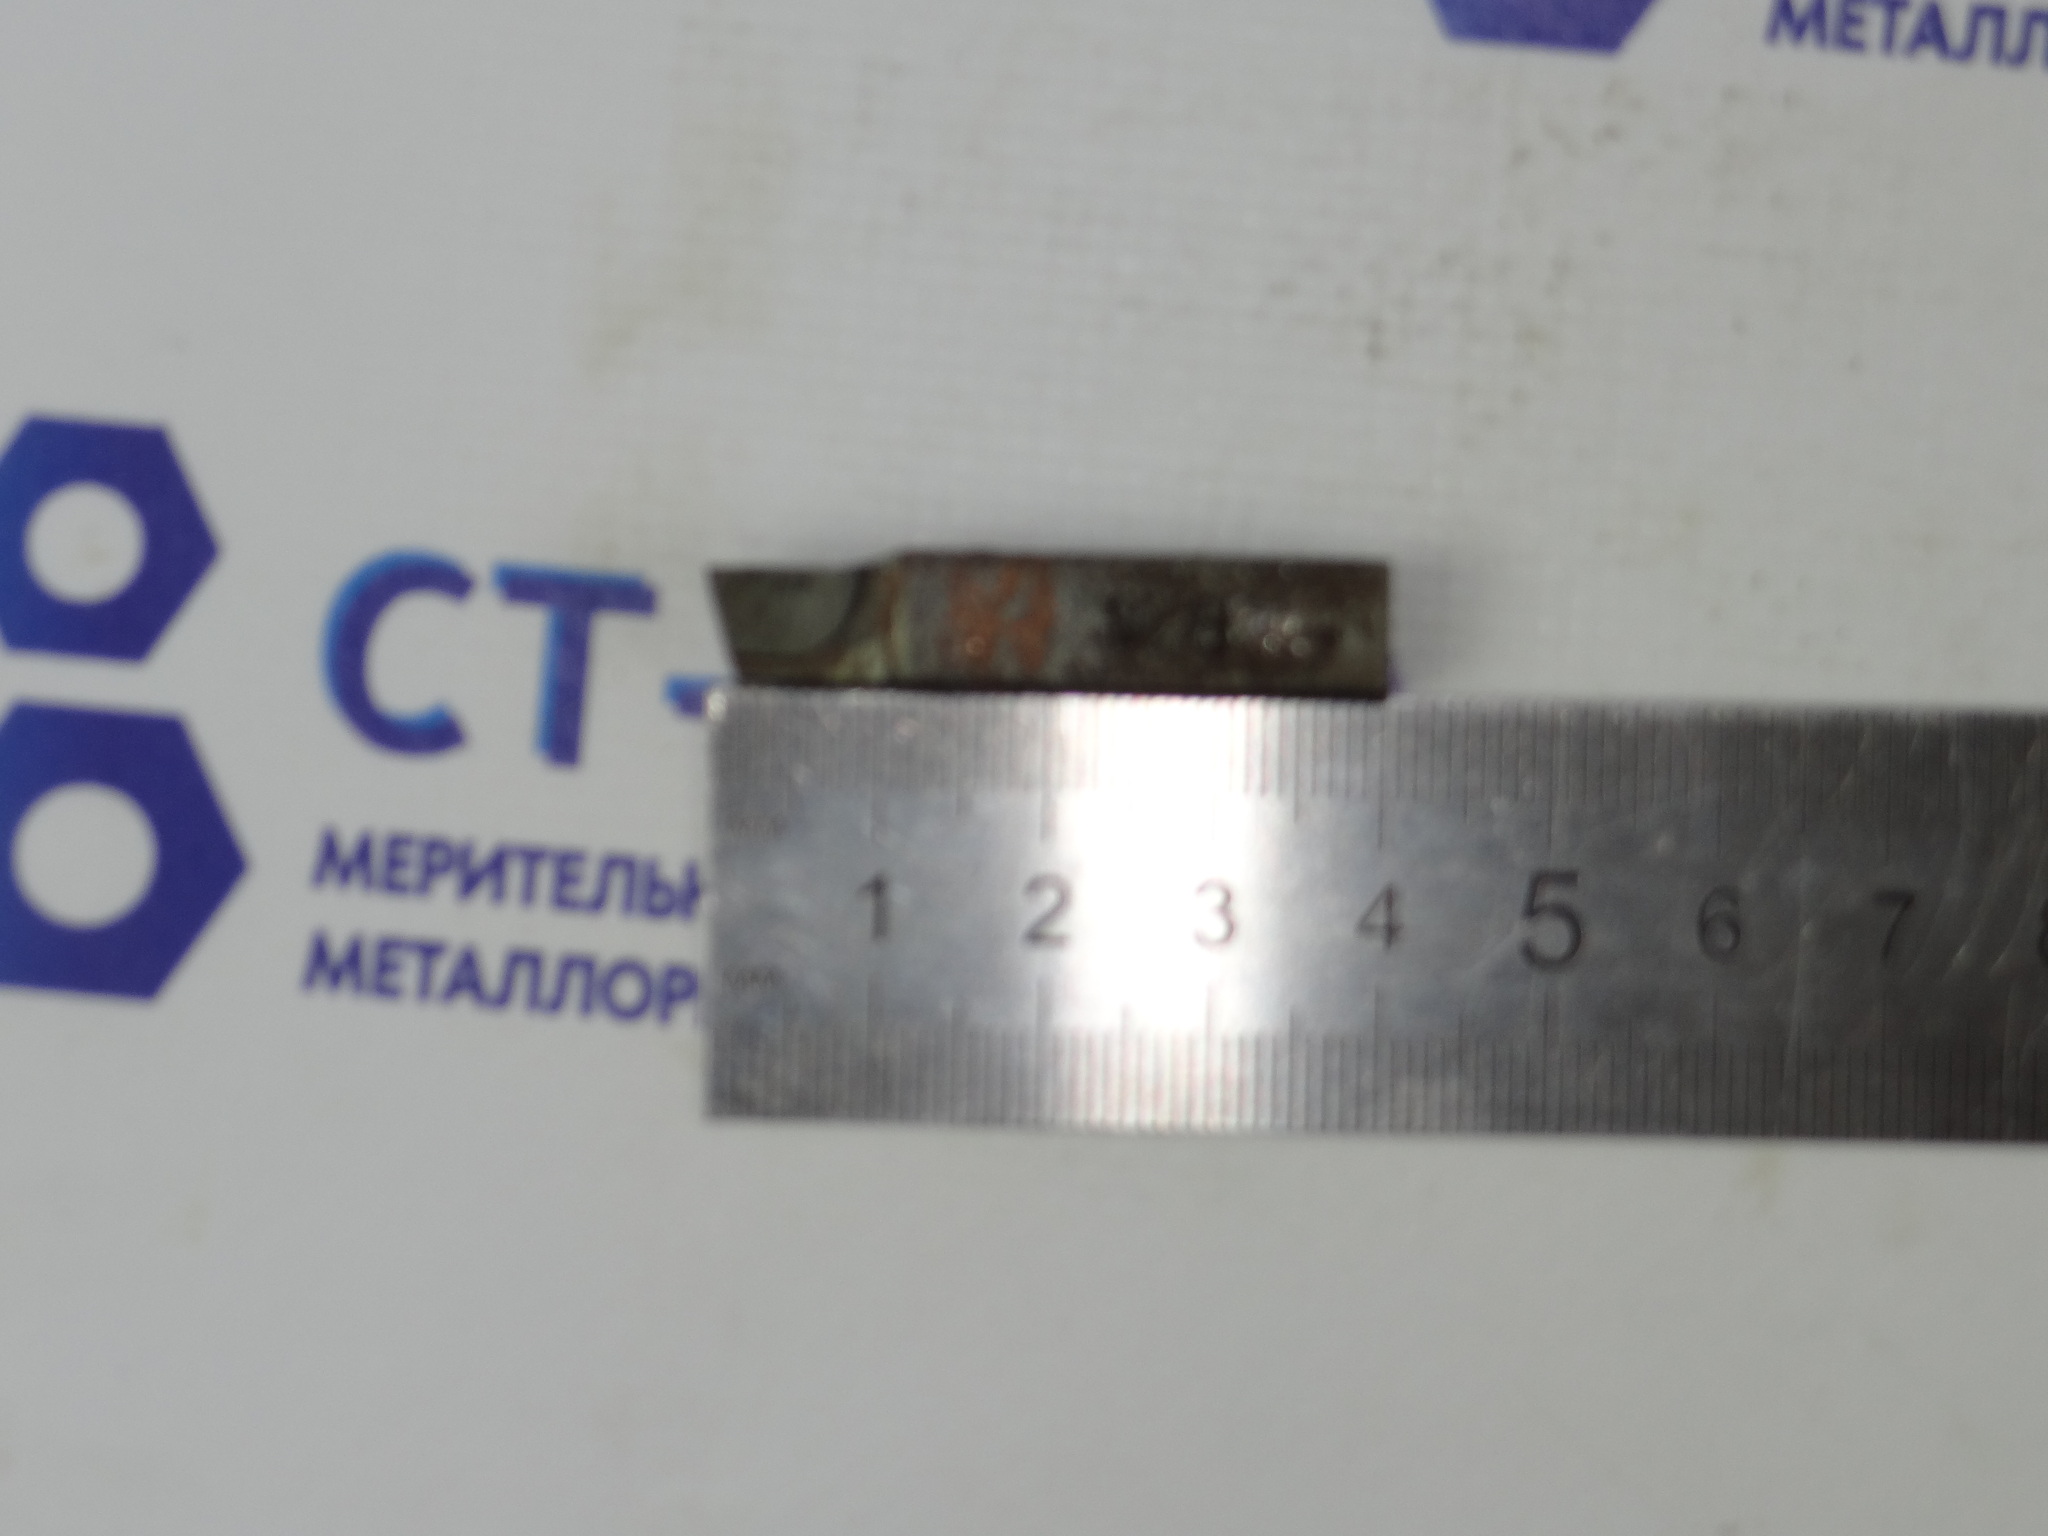 МЕТАЛЛ
СТ-
МЕРИТЕЛЬН
МЕТАЛЛОР
1 2 3 4 5 6 7